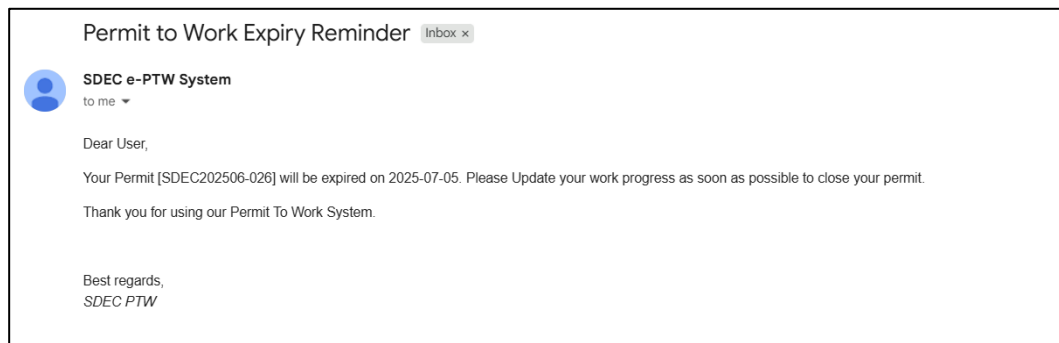 Permit to Work Expiry Reminder Inbox ×
SDEC e-PTW System
to me
Dear User,
Your Permit [SDEC202506-026] will be expired on 2025-07-05. Please Update your work progress as soon as possible to close your permit.
Thank you for using our Permit To Work System.
Best regards,
SDEC PTW